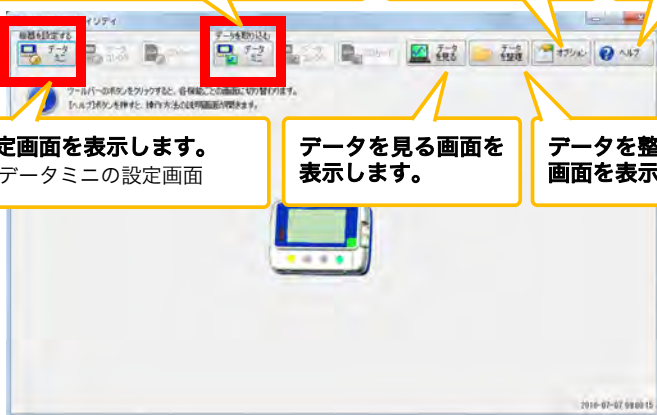 ィリティ
機器を設定する
データを取り込む
データ
ミニ
データ
ミニ
データ
を見る
データ
を整理
オプション
ヘルプ
ツールバーのボタンをクリックすると、各機能ごとの画面に切り替わります。
[ヘルプ]ボタンを押すと、操作方法の説明画面が開きます。
定画面を表示します。
データミニの設定画面
データを見る画面を
表示します。
データを整
画面を表示